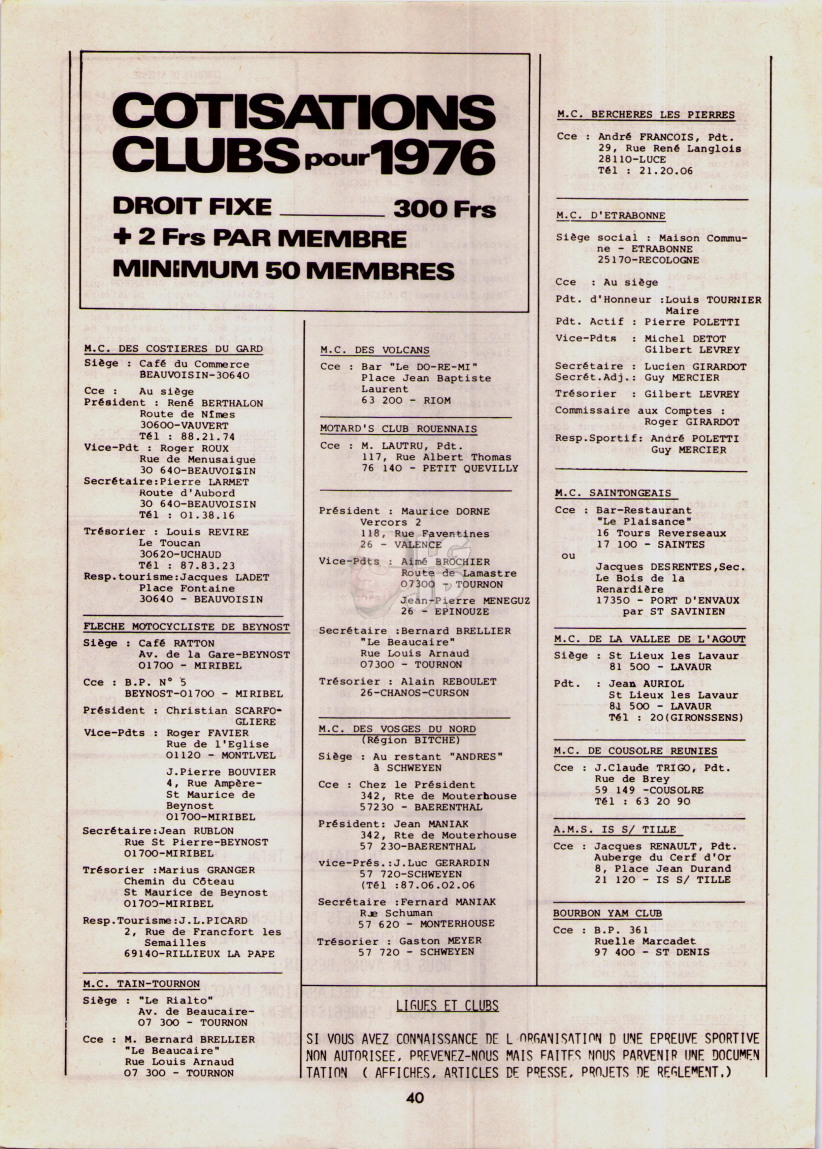 COTISATIONS
CLUBS pour 1976
DROIT FIXE ________ 300 Frs
+ 2 Frs PAR MEMBRE
MINIMUM 50 MEMBRES
M.C. DES COSTIERES DU GARD
Siège : Café du Commerce
BEAUVOISIN-30640
Cce : Au siège
Président : René BERTHALON
Route de Nîmes
30600-VAUVERT
Tél : 88.21.74
Vice-Pdt : Roger ROUX
Rue de Menusaigue
30 640-BEAUVOISIN
Secrétaire:Pierre LARMET
Route d'Aubord
30 640-BEAUVOISIN
Tél : 01.38.16
Trésorier : Louis REVIRE
Le Toucan
30620-UCHAUD
Tél : 87.83.23
Resp.tourisme:Jacques LADET
Place Fontaine
30640 - BEAUVOISIN
FLECHE MOTOCYCLISTE DE BEYNOST
Siège : Café RATTON
Av. de la Gare-BEYNOST
01700 - MIRIBEL
Cce : B.P. N° 5
BEYNOST-01700 - MIRIBEL
Président : Christian SCARFO-
GLIERE
Vice-Pdts : Roger FAVIER
Rue de l'Eglise
01120 - MONTLVEL
J.Pierre BOUVIER
4, Rue Ampère-
St Maurice de
Beynost
01700-MIRIBEL
Secrétaire:Jean RUBLON
Rue St Pierre-BEYNOST
01700-MIRIBEL
Trésorier :Marius GRANGER
Chemin du Côteau
St Maurice de Beynost
01700-MIRIBEL
Resp.Tourisme:J.L.PICARD
2, Rue de Francfort les
Semailles
69140-RILLIEUX LA PAPE
M.C. TAIN-TOURNON
Siège : "Le Rialto"
Av. de Beaucaire-
07 300 - TOURNON
Cce : M. Bernard BRELLIER
"Le Beaucaire"
Rue Louis Arnaud
07 300 - TOURNON
M.C. DES VOLCANS
Cce : Bar "Le DO-RE-MI"
Place Jean Baptiste
Laurent
63 200 - RIOM
MOTARD'S CLUB ROUENNAIS
Cce : M. LAUTRU, Pdt.
117, Rue Albert Thomas
76 140 - PETIT QUEVILLY
Président : Maurice DORNE
Vercors 2
118, Rue Faventines
26 - VALENCE
Vice-Pdts : Aimé BROCHIER
Route de Lamastre
07300 - TOURNON
Jean-Pierre MENEGUZ
26 - EPINOUZE
Secrétaire :Bernard BRELLIER
"Le Beaucaire"
Rue Louis Arnaud
07300 - TOURNON
Trésorier : Alain REBOULET
26-CHANOS-CURSON
M.C. DES VOSGES DU NORD
(Région BITCHE)
Siège : Au restant "ANDRES"
à SCHWEYEN
Cce : Chez le Président
342, Rte de Mouterhouse
57230 - BAERENTHAL
Président: Jean MANIAK
342, Rte de Mouterhouse
57 230-BAERENTHAL
vice-Prés.:J.Luc GERARDIN
57 720-SCHWEYEN
(Tél :87.06.02.06
Secrétaire :Fernard MANIAK
Rue Schuman
57 620 - MONTERHOUSE
Trésorier : Gaston MEYER
57 720 - SCHWEYEN
M.C. BERCHERES LES PIERRES
Cce : André FRANCOIS, Pdt.
29, Rue René Langlois
28110-LUCE
Tél : 21.20.06
M.C. D'ETRABONNE
Siège social : Maison Commu-
ne - ETRABONNE
25170-RECOLOGNE
Cce : Au siège
Pdt. d'Honneur :Louis TOURNIER
Maire
Pdt. Actif : Pierre POLETTI
Vice-Pdts : Michel DETOT
Gilbert LEVREY
Secrétaire : Lucien GIRARDOT
Secrét.Adj.: Guy MERCIER
Trésorier : Gilbert LEVREY
Commissaire aux Comptes :
Roger GIRARDOT
Resp.Sportif: André POLETTI
Guy MERCIER
M.C. SAINTONGEAIS
Cce : Bar-Restaurant
"Le Plaisance"
16 Tours Reverseaux
17 100 - SAINTES
ou
Jacques DESRENTES,Sec.
Le Bois de la
Renardière
17350 - PORT D'ENVAUX
par ST SAVINIEN
M.C. DE LA VALLEE DE L'AGOUT
Siège : St Lieux les Lavaur
81 500 - LAVAUR
Pdt. : Jean AURIOL
St Lieux les Lavaur
81 500 - LAVAUR
Tél : 20(GIRONSSENS)
M.C. DE COUSOLRE REUNIES
Cce : J.Claude TRIGO, Pdt.
Rue de Brey
59 149 -COUSOLRE
Tél : 63 20 90
A.M.S. IS S/ TILLE
Cce : Jacques RENAULT, Pdt.
Auberge du Cerf d'Or
8, Place Jean Durand
21 120 - IS S/ TILLE
BOURBON YAM CLUB
Cce : B.P. 361
Ruelle Marcadet
97 400 - ST DENIS
LIGUES ET CLUBS
SI VOUS AVEZ CONNAISSANCE DE L ORGANISATION D UNE EPREUVE SPORTIVE
NON AUTORISEE, PREVENEZ-NOUS MAIS FAITES NOUS PARVENIR UNE DOCUMEN
TATION ( AFFICHES, ARTICLES DE PRESSE, PROJETS DE REGLEMENT.)
40